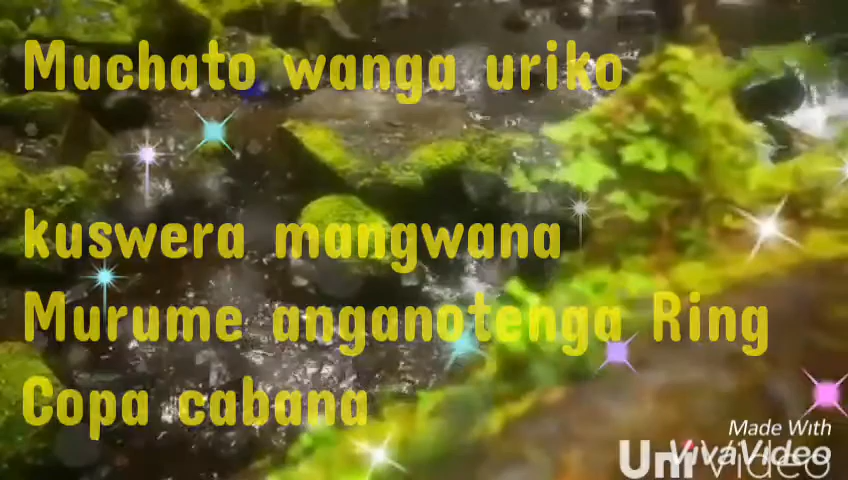 Muchato wanga uriko
kuswera mangwana
Murume anganotenga Ring
Copa cabana
Made With
VivaVideo